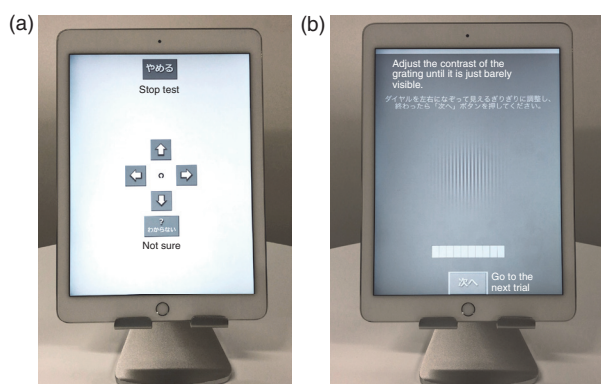 (a)
やめる
Stop test
?
わからない
Not sure
(b)
Adjust the contrast of the
grating until it is just barely
visible.
ダイヤルを左右になぞって見えるぎりぎりに調整し、
終わったら「次へ」ボタンを押してください。
次へ
Go to the
next trial